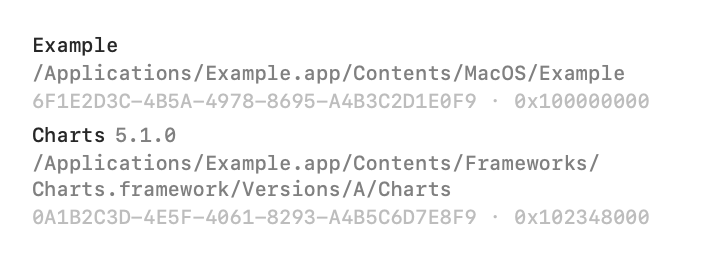 Example
/Applications/Example.app/Contents/MacOS/Example
6F1E2D3C-4B5A-4978-8695-A4B3C2D1E0F9 · 0x100000000
Charts 5.1.0
/Applications/Example.app/Contents/Frameworks/
Charts.framework/Versions/A/Charts
0A1B2C3D-4E5F-4061-8293-A4B5C6D7E8F9 · 0x102348000